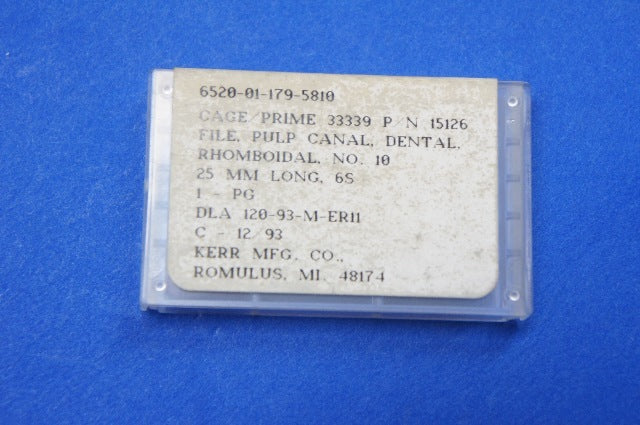 6520-01-179-5810
CAGE/PRIME 33339 P/N 15126
FILE, PULP CANAL, DENTAL,
RHOMBOIDAL, NO. 10
25 MM LONG, 6S
1 - PG
DLA 120-93-M-ER11
C - 12/93
KERR MFG. CO.,
ROMULUS, MI. 48174